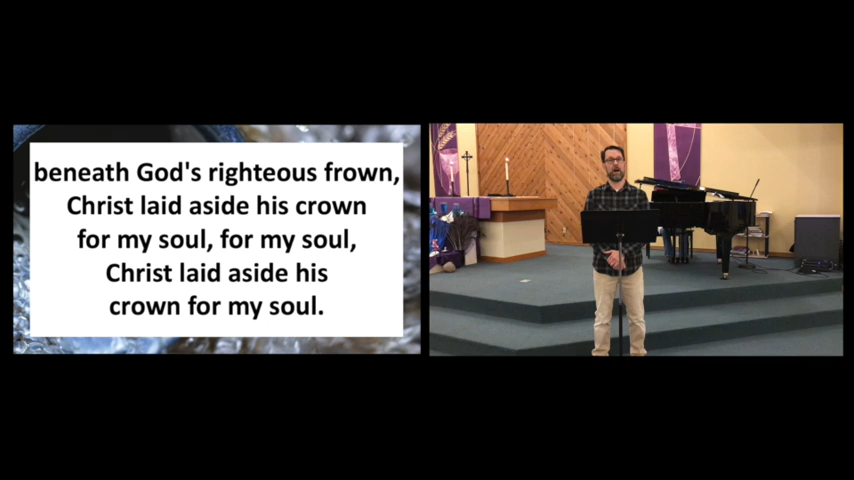 beneath God's righteous frown,
Christ laid aside his crown
for my soul, for my soul,
Christ laid aside his
crown for my soul.